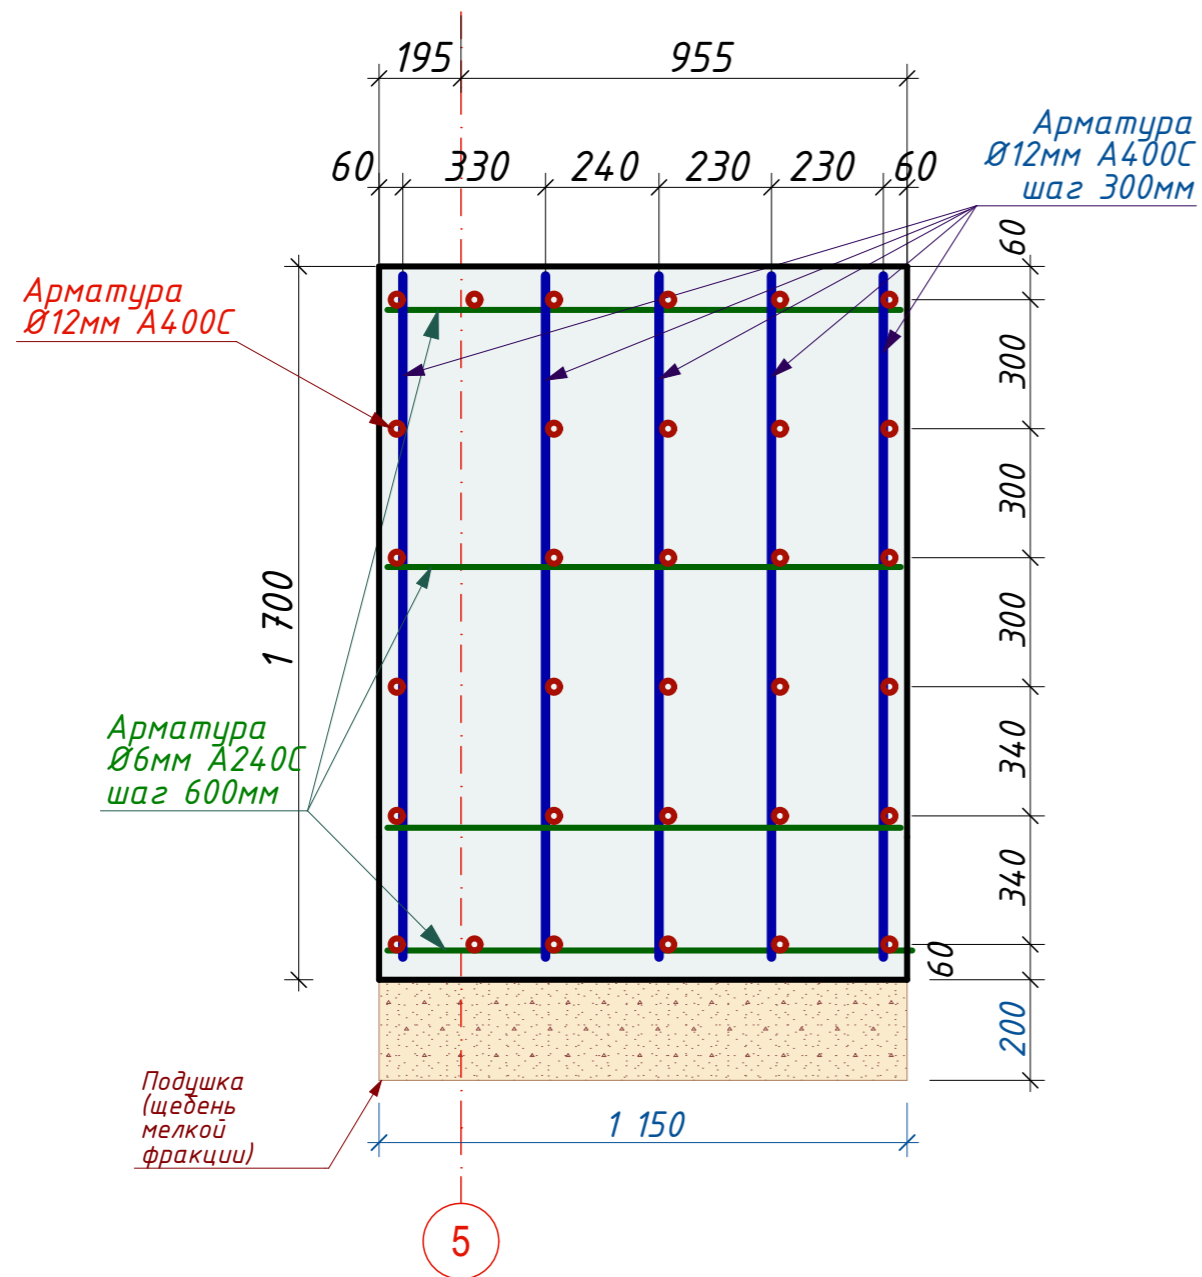 195
955
Арматура
Ø12мм А400С
шаг 300мм
60
330
240
230
230
60
60
Арматура
Ø12мм А400С
300
300
300
1 700
Арматура
Ø6мм А240С
шаг 600мм
340
340
60
200
Подушка
(щебень
мелкой
фракции)
1 150
5